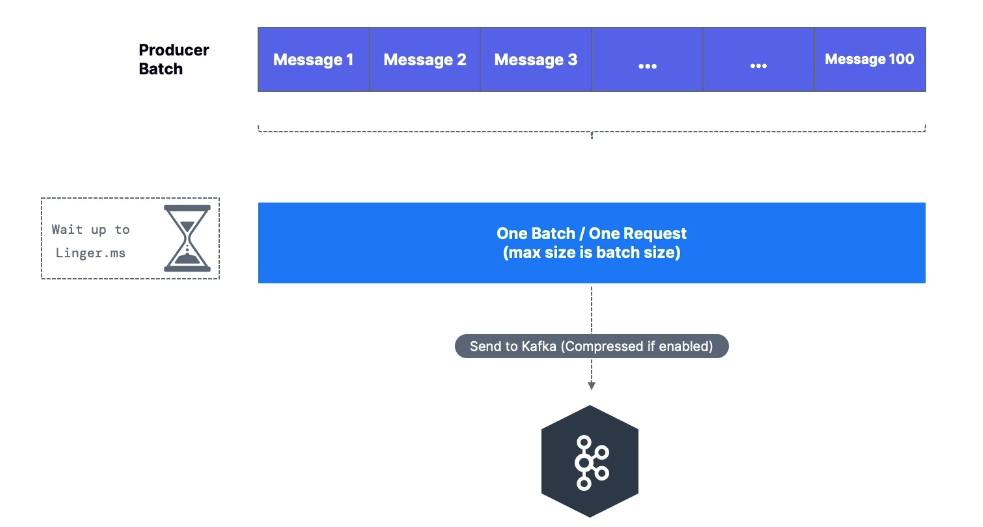 Producer
Batch
Message 1
Message 2
Message 3
...
...
Message 100
Wait up to
Linger.ms
One Batch / One Request
(max size is batch size)
Send to Kafka (Compressed if enabled)